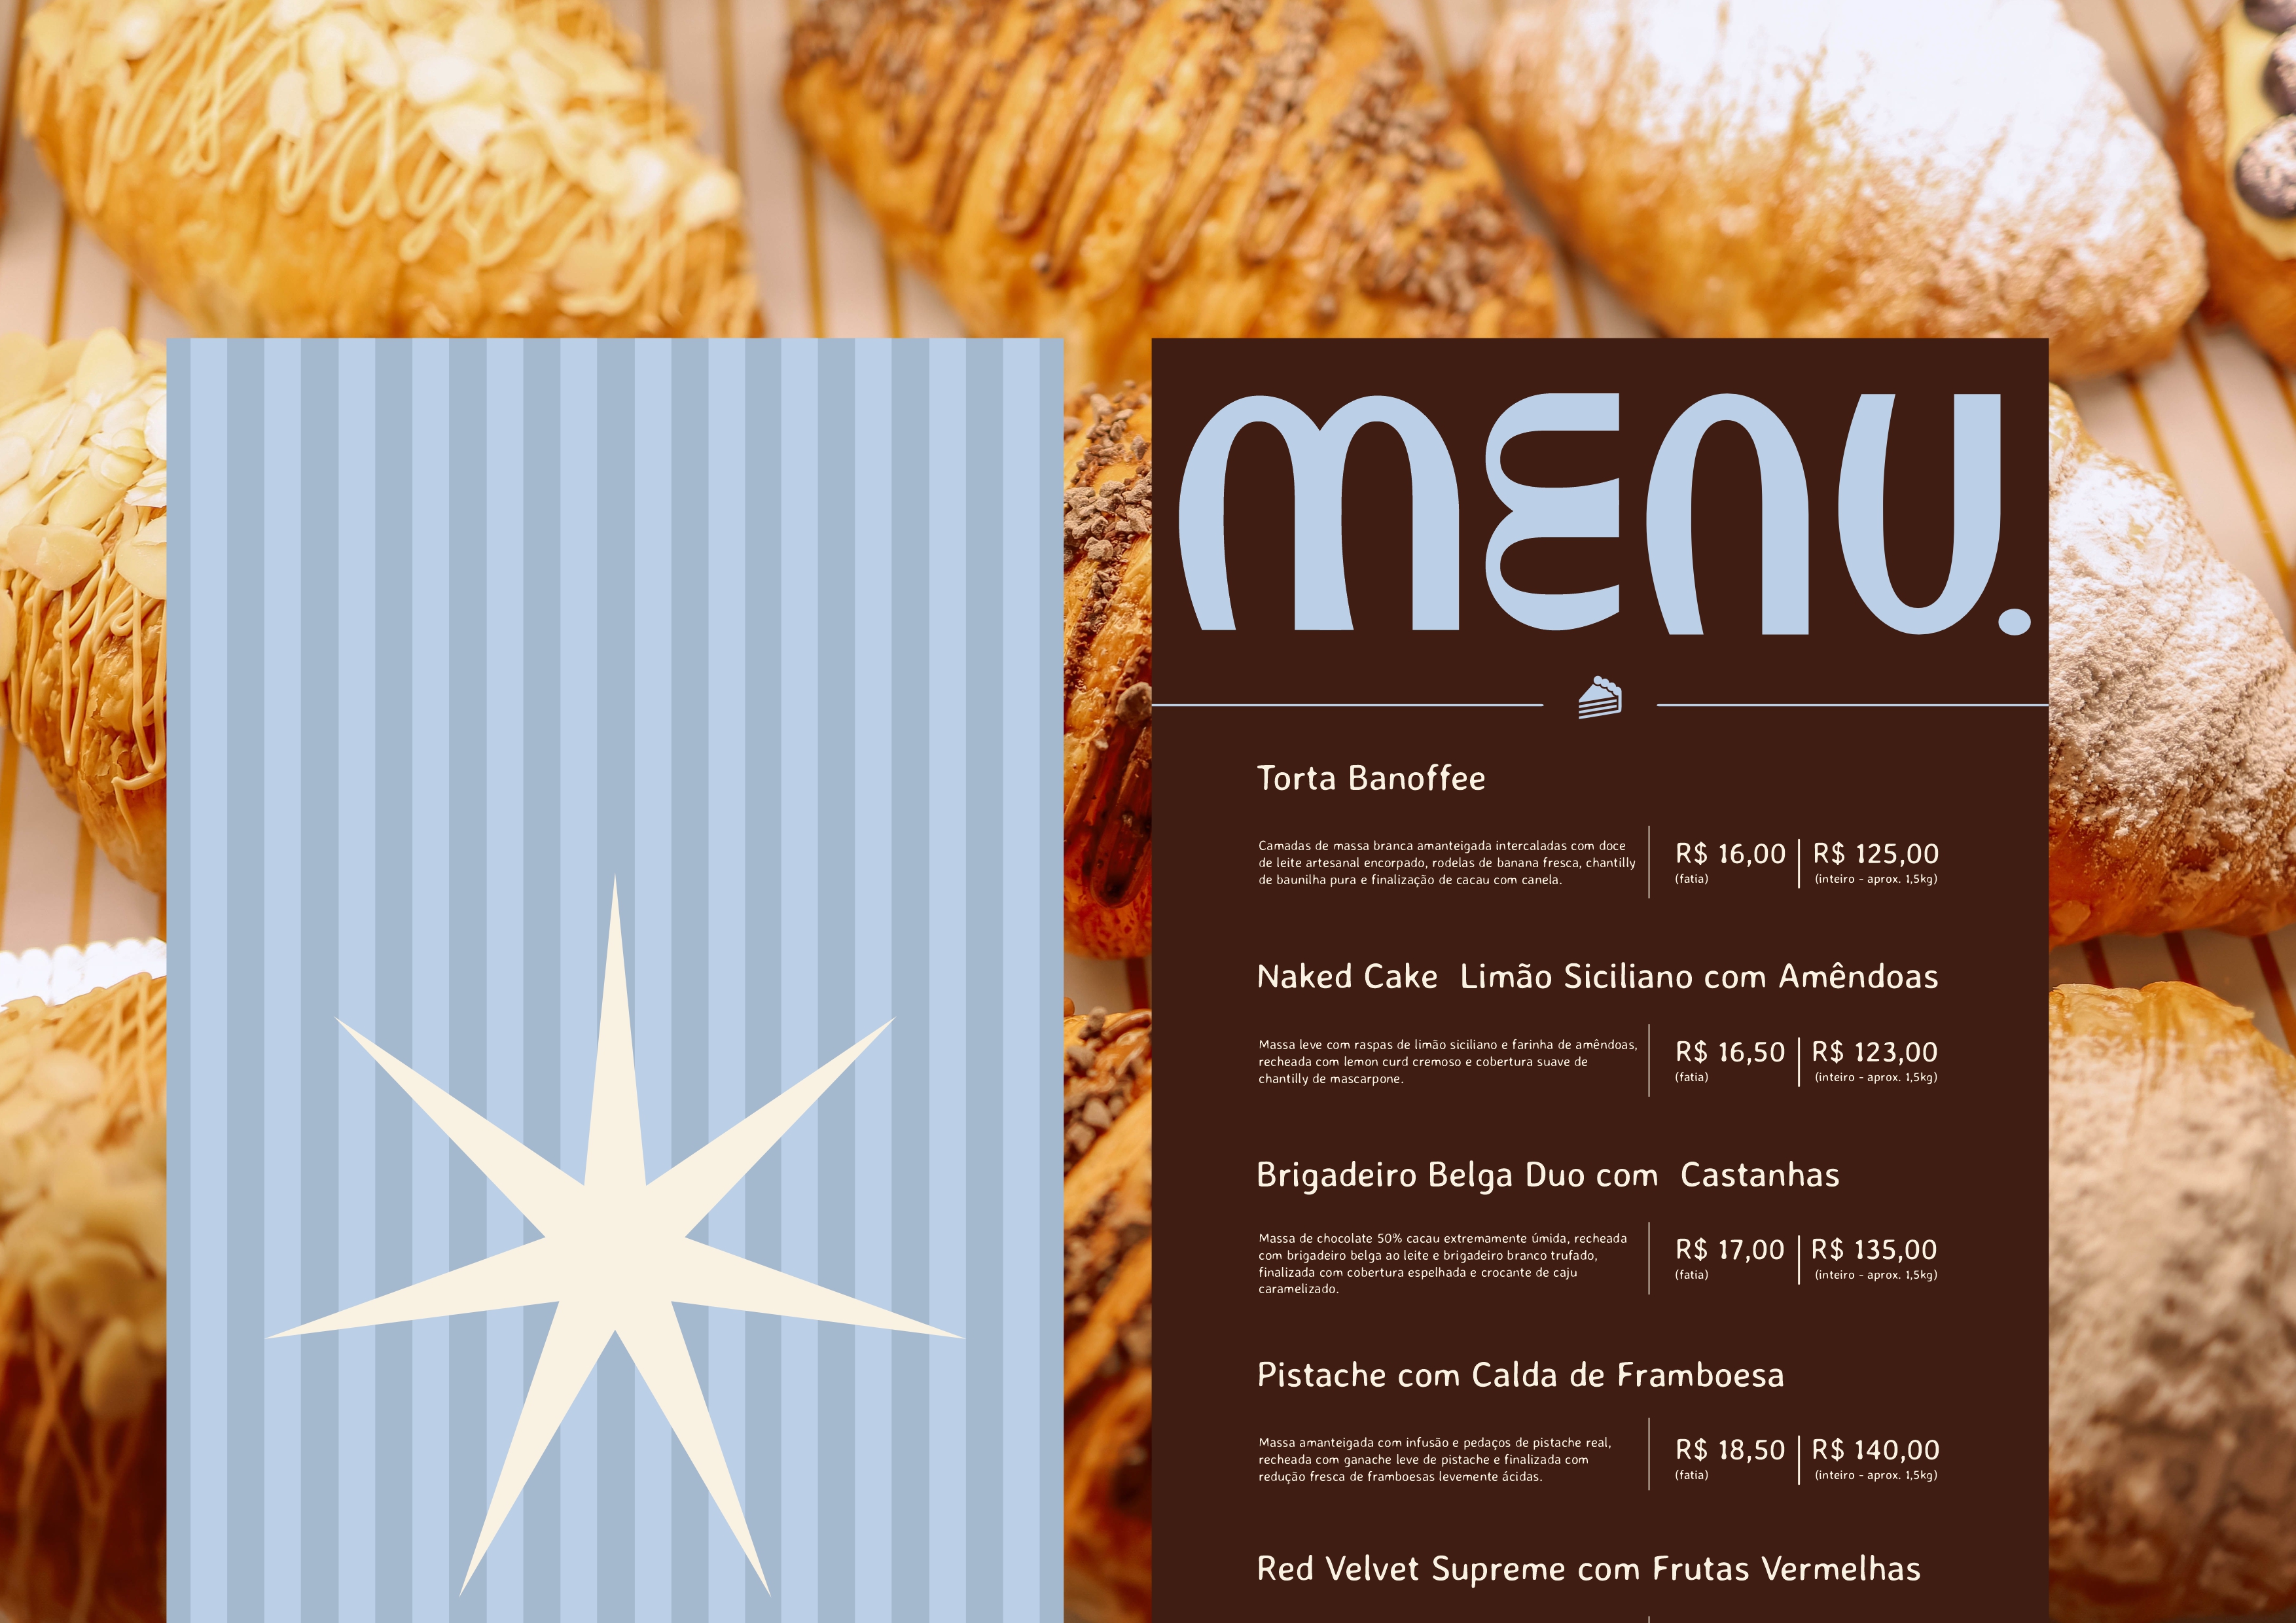 MENU.
Torta Banoffee
Camadas de massa branca amanteigada intercaladas com doce
de leite artesanal encorpado, rodelas de banana fresca, chantilly
de baunilha pura e finalização de cacau com canela.
R$ 16,00 | R$ 125,00
(fatia) (inteiro - aprox. 1,5kg)
Naked Cake Limão Siciliano com Amêndoas
Massa leve com raspas de limão siciliano e farinha de amêndoas,
recheada com lemon curd cremoso e cobertura suave de
chantilly de mascarpone.
R$ 16,50 | R$ 123,00
(fatia) (inteiro - aprox. 1,5kg)
Brigadeiro Belga Duo com Castanhas
Massa de chocolate 50% cacau extremamente úmida, recheada
com brigadeiro belga ao leite e brigadeiro branco trufado,
finalizada com cobertura espelhada e crocante de caju
caramelizado.
R$ 17,00 | R$ 135,00
(fatia) (inteiro - aprox. 1,5kg)
Pistache com Calda de Framboesa
Massa amanteigada com infusão e pedaços de pistache real,
recheada com ganache leve de pistache e finalizada com
redução fresca de framboesas levemente ácidas.
R$ 18,50 | R$ 140,00
(fatia) (inteiro - aprox. 1,5kg)
Red Velvet Supreme com Frutas Vermelhas